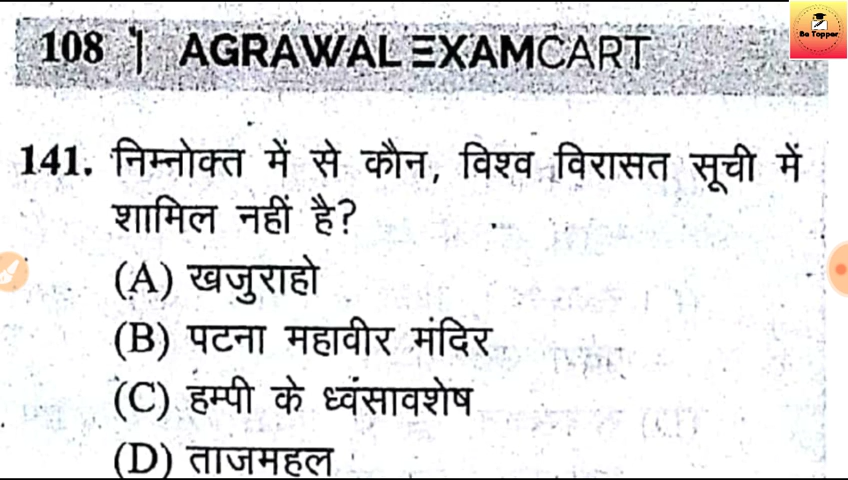 Be Topper
108 | AGRAWAL EXAMCART
141. निम्नोक्त में से कौन, विश्व विरासत सूची में
शामिल नहीं है?
(A) खजुराहो
(B) पटना महावीर मंदिर
(C) हम्पी के ध्वंसावशेष
(D) ताजमहल